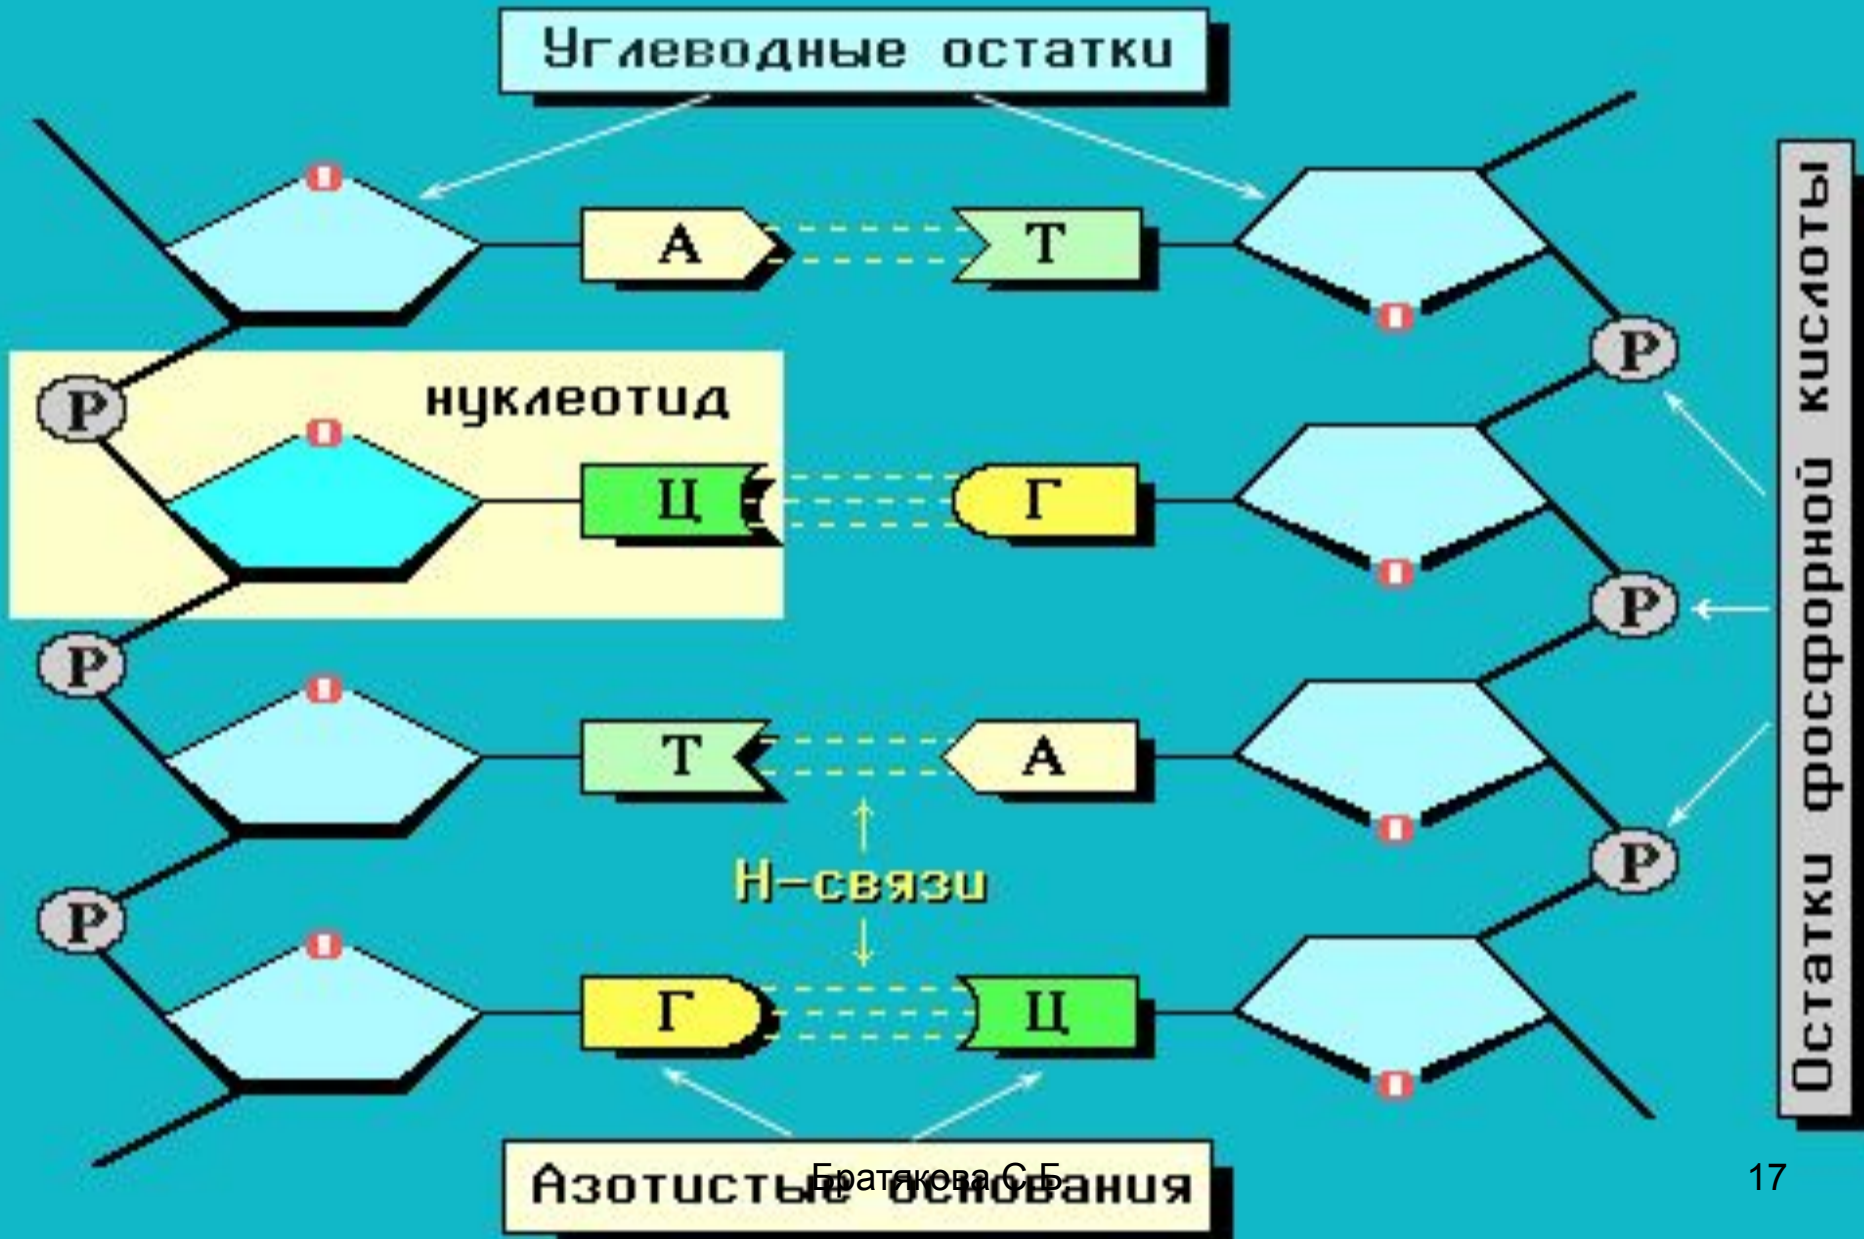 Углеводные остатки
А Т
Р
нуклеотид
Р
Ц Г
Р
Р
Т А
Р
Н-связи
Р
Г Ц
Остатки фосфорной кислоты
Азотистые основания
Братякова С.Б.
17